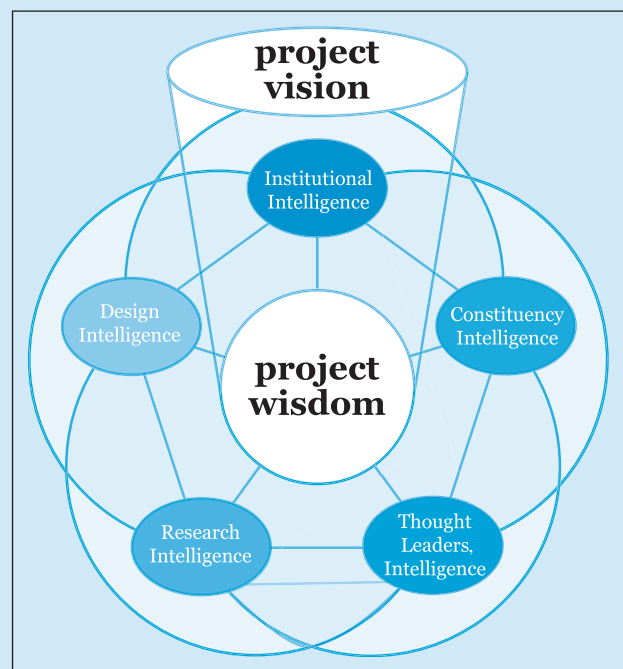 project
vision
Institutional
Intelligence
Design
Intelligence
Constituency
Intelligence
project
wisdom
Research
Intelligence
Thought
Leaders,
Intelligence